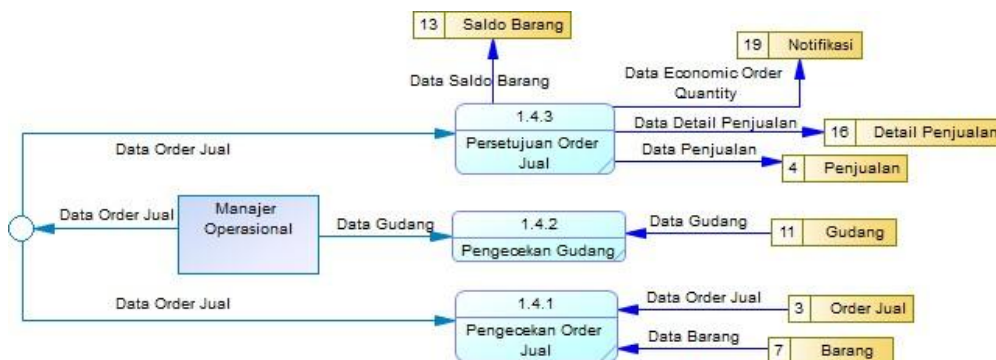 13 Saldo Barang
19 Notifikasi
Data Saldo Barang
Data Economic Order
Quantity
1.4.3
Persetujuan Order
Jual
Data Detail Penjualan
16 Detail Penjualan
Data Order Jual
Data Penjualan
4 Penjualan
Data Order Jual
Manajer
Operasional
Data Gudang
1.4.2
Pengecekan Gudang
Data Gudang
11 Gudang
Data Order Jual
1.4.1
Pengecekan Order
Jual
Data Order Jual
3 Order Jual
Data Barang
7 Barang